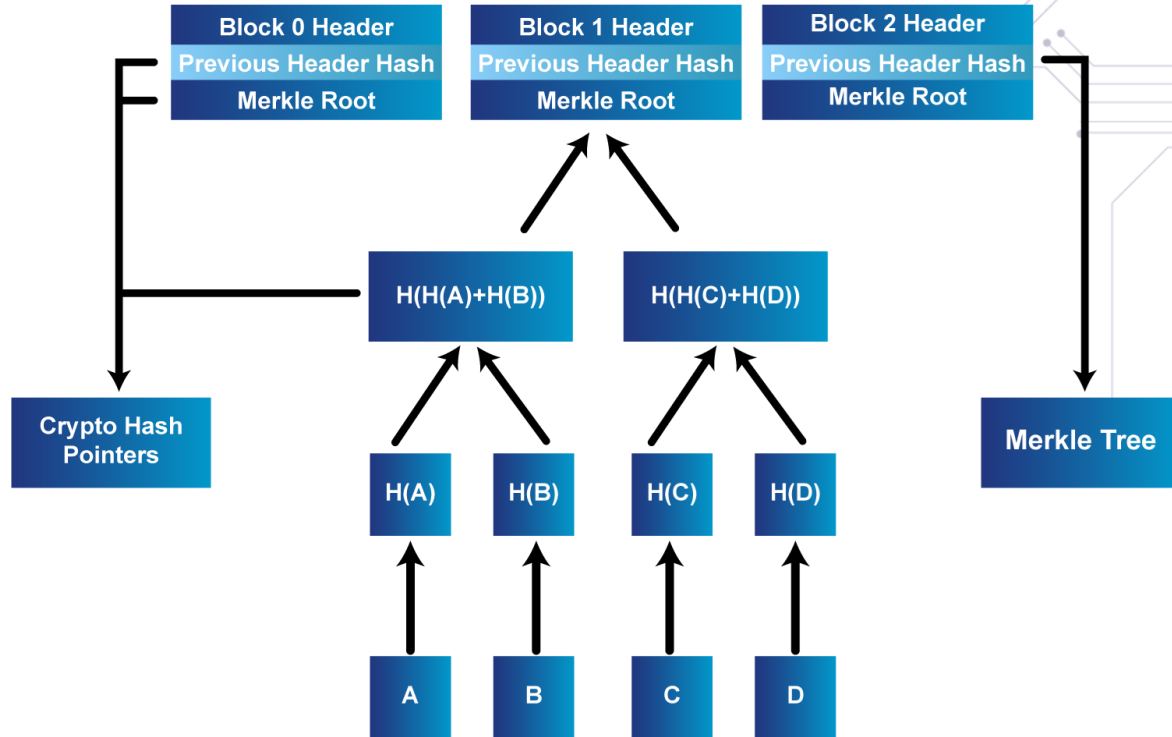 Block 0 Header
Previous Header Hash
Merkle Root
Block 1 Header
Previous Header Hash
Merkle Root
Block 2 Header
Previous Header Hash
Merkle Root
H(H(A)+H(B))
H(H(C)+H(D))
Crypto Hash
Pointers
Merkle Tree
H(A)
H(B)
H(C)
H(D)
A
B
C
D